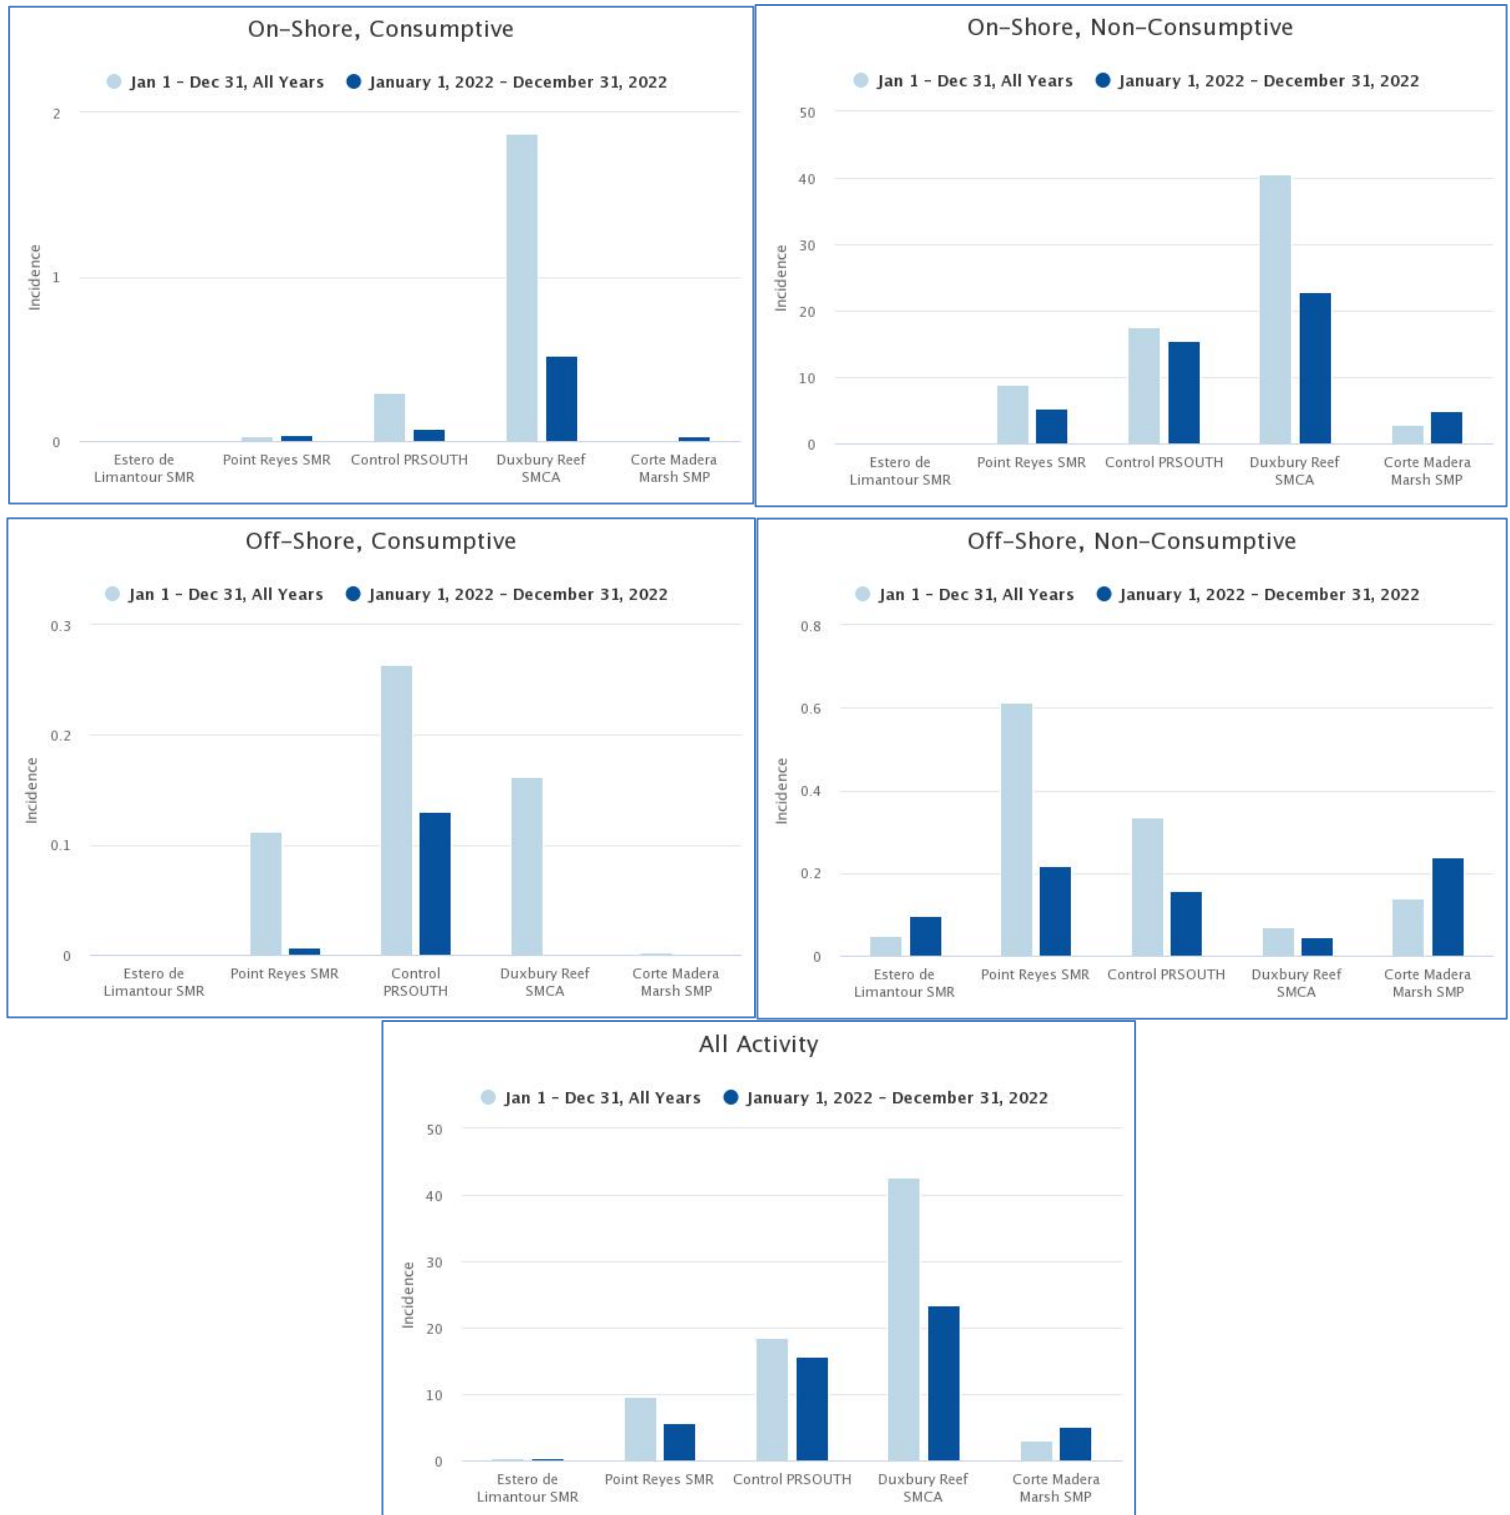 On-Shore, Consumptive
Jan 1 - Dec 31, All Years January 1, 2022 - December 31, 2022
2
1
0
Incidence
Estero de
Limantour SMR
Point Reyes SMR
Control PRSOUTH
Duxbury Reef
SMCA
Corte Madera
Marsh SMP
On-Shore, Non-Consumptive
Jan 1 - Dec 31, All Years January 1, 2022 - December 31, 2022
50
40
30
20
10
0
Incidence
Estero de
Limantour SMR
Point Reyes SMR
Control PRSOUTH
Duxbury Reef
SMCA
Corte Madera
Marsh SMP
Off-Shore, Consumptive
Jan 1 - Dec 31, All Years January 1, 2022 - December 31, 2022
0.3
0.2
0.1
0
Incidence
Estero de
Limantour SMR
Point Reyes SMR
Control
PRSOUTH
Duxbury Reef
SMCA
Corte Madera
Marsh SMP
Off-Shore, Non-Consumptive
Jan 1 - Dec 31, All Years January 1, 2022 - December 31, 2022
0.8
0.6
0.4
0.2
0
Incidence
Estero de
Limantour SMR
Point Reyes SMR
Control PRSOUTH
Duxbury Reef
SMCA
Corte Madera
Marsh SMP
All Activity
Jan 1 - Dec 31, All Years January 1, 2022 - December 31, 2022
50
40
30
20
10
0
Incidence
Estero de
Limantour SMR
Point Reyes SMR
Control PRSOUTH
Duxbury Reef
SMCA
Corte Madera
Marsh SMP